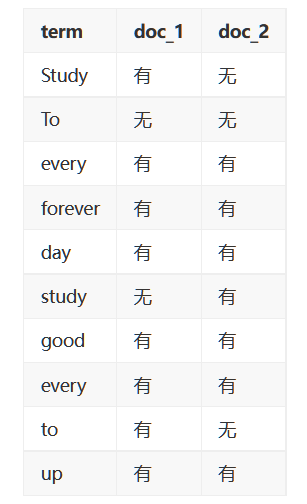 term doc_1 doc_2
Study 有 无
To 无 无
every 有 有
forever 有 有
day 有 有
study 无 有
good 有 有
every 有 有
to 有 无
up 有 有